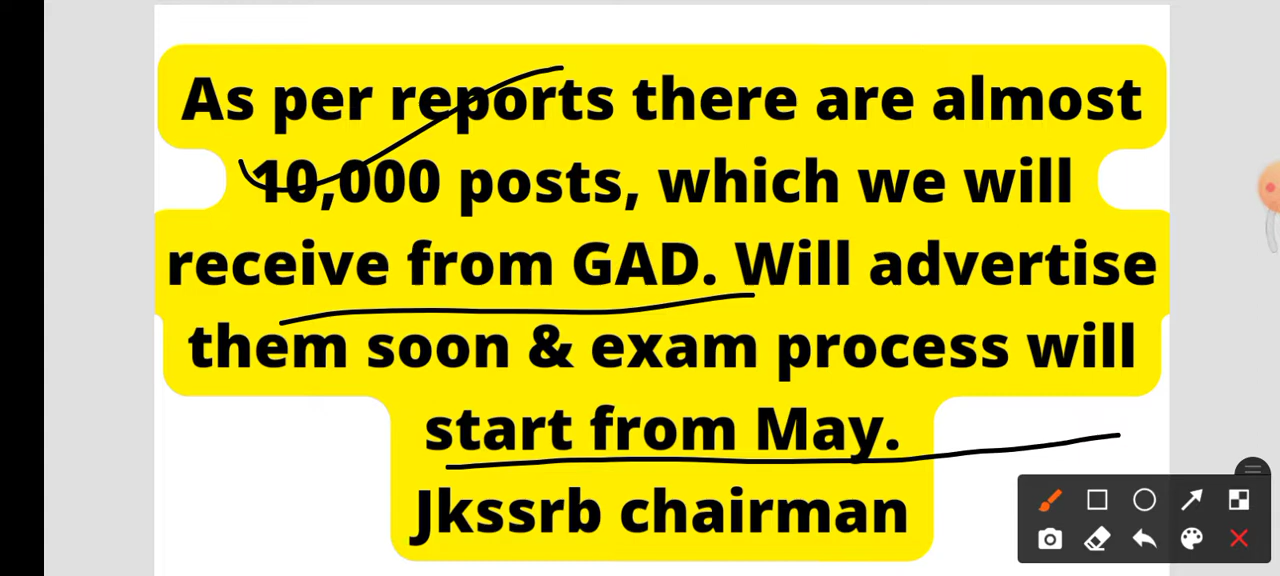 As per reports there are almost
10,000 posts, which we will
receive from GAD. Will advertise
them soon & exam process will
start from May.
Jkssrb chairman